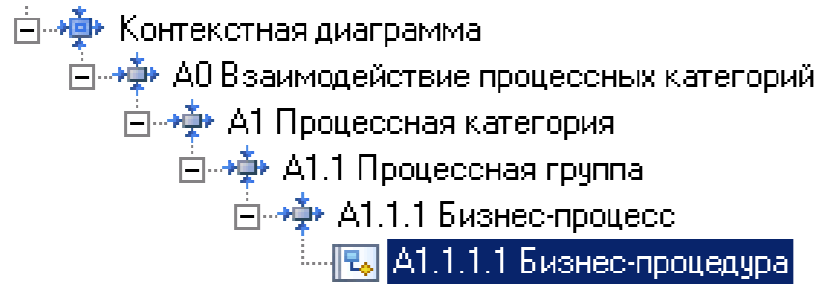 Контекстная диаграмма
А0 Взаимодействие процессных категорий
А1 Процессная категория
А1.1 Процессная группа
А1.1.1 Бизнес-процесс
А1.1.1.1 Бизнес-процедура